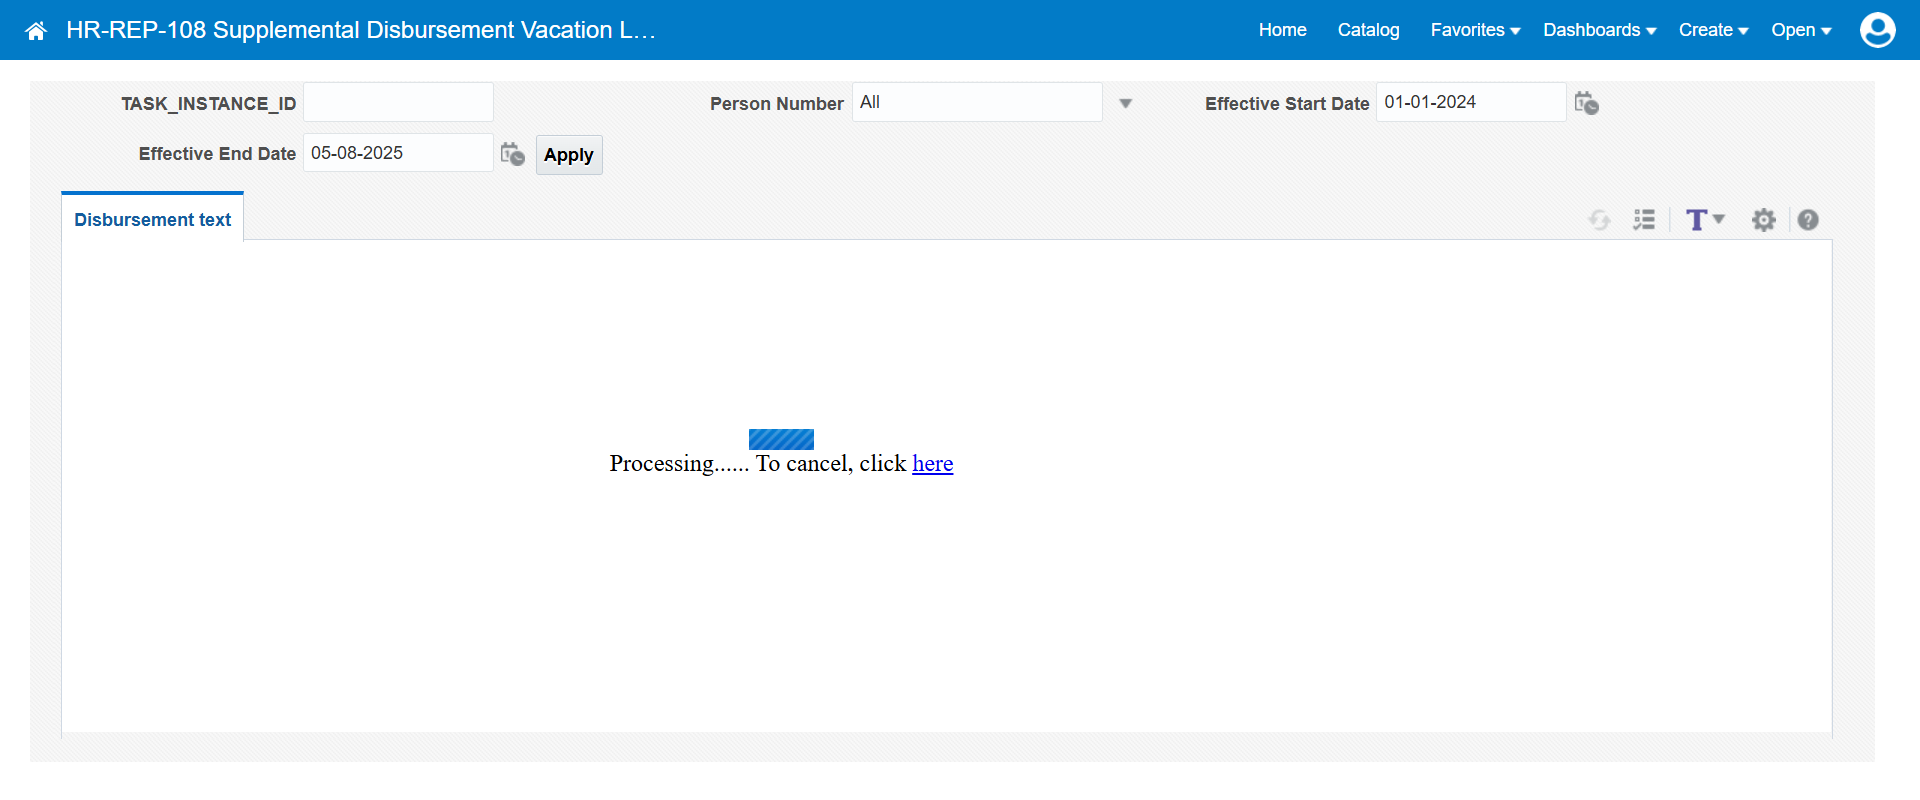 HR-REP-108 Supplemental Disbursement Vacation L... Home Catalog Favorites Dashboards Create Open
TASK_INSTANCE_ID Person Number All Effective Start Date 01-01-2024
Effective End Date 05-08-2025 Apply
Disbursement text
Processing...... To cancel, click here